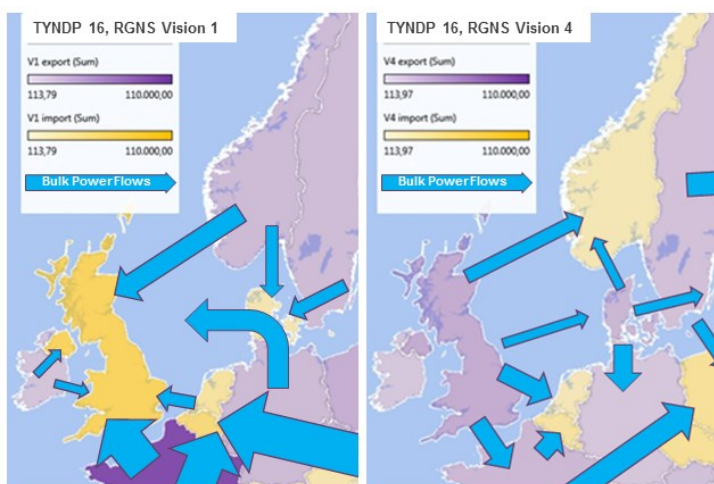 TYNDP 16, RGNS Vision 1
V1 export (Sum)
113,79 110.000,00
V1 import (Sum)
113,79 110.000,00
Bulk PowerFlows
TYNDP 16, RGNS Vision 4
V4 export (Sum)
113,97 110.000,00
V4 import (Sum)
113,97 110.000,00
Bulk PowerFlows